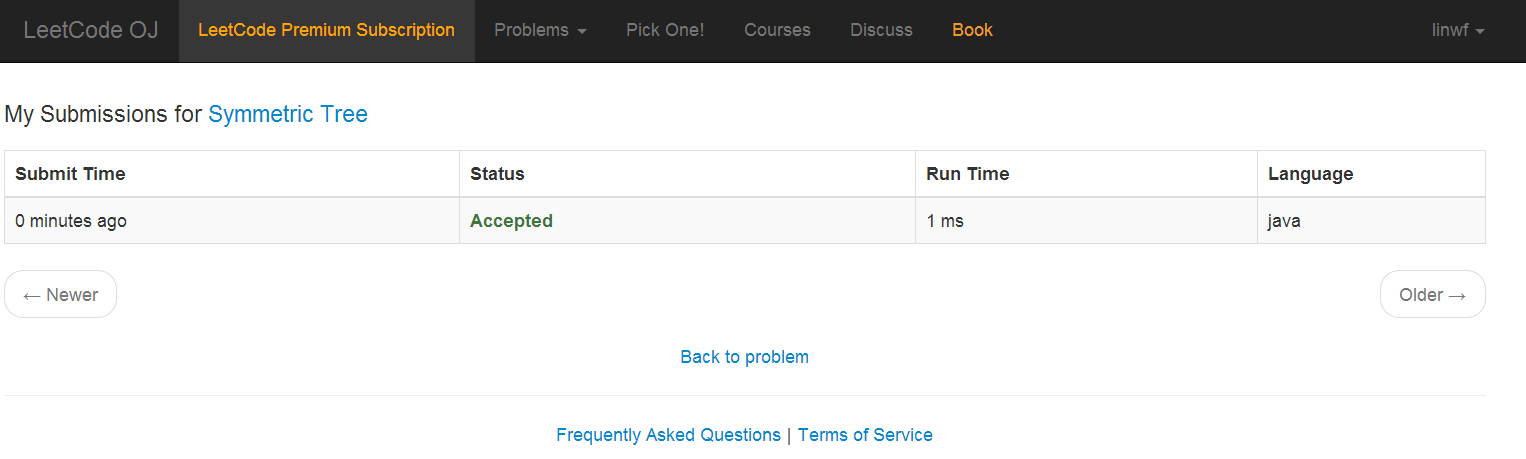 LeetCode OJ LeetCode Premium Subscription Problems Pick One! Courses Discuss Book linwf
My Submissions for Symmetric Tree
Submit Time Status Run Time Language
0 minutes ago Accepted 1 ms java
← Newer Older →
Back to problem
Frequently Asked Questions | Terms of Service